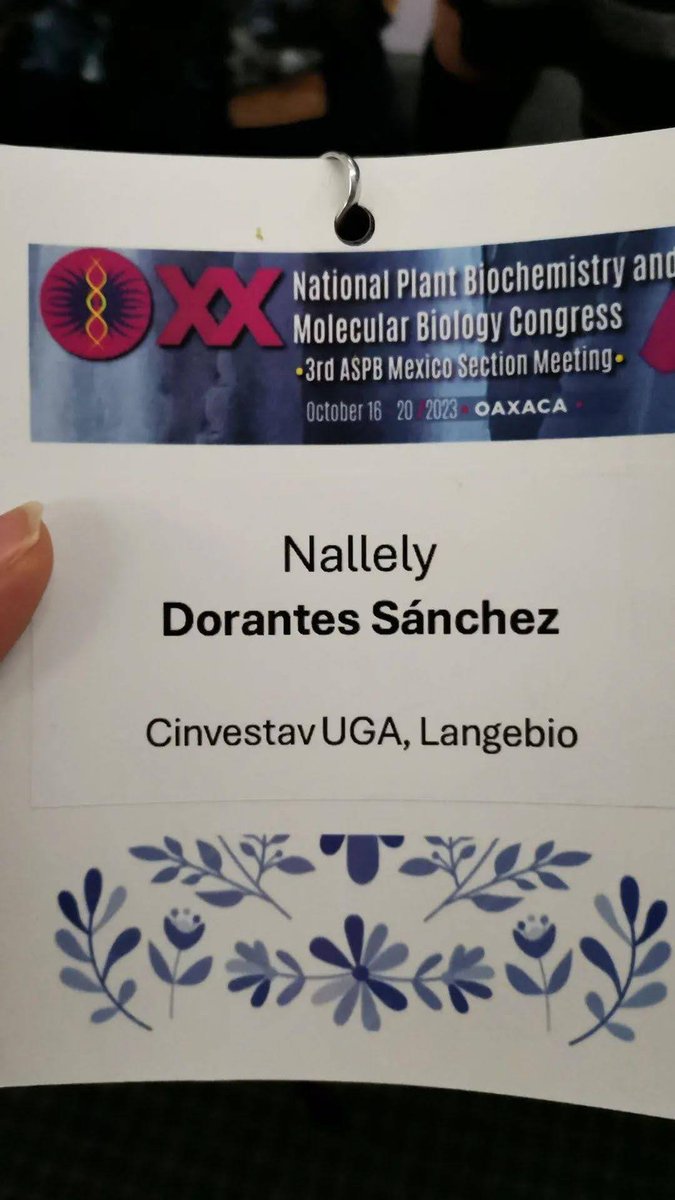 XX
National Plant Biochemistry and
Molecular Biology Congress
•3rd ASPB Mexico Section Meeting•
October 16 20 / 2023 • OAXACA •
Nallely
Dorantes Sánchez
Cinvestav UGA, Langebio